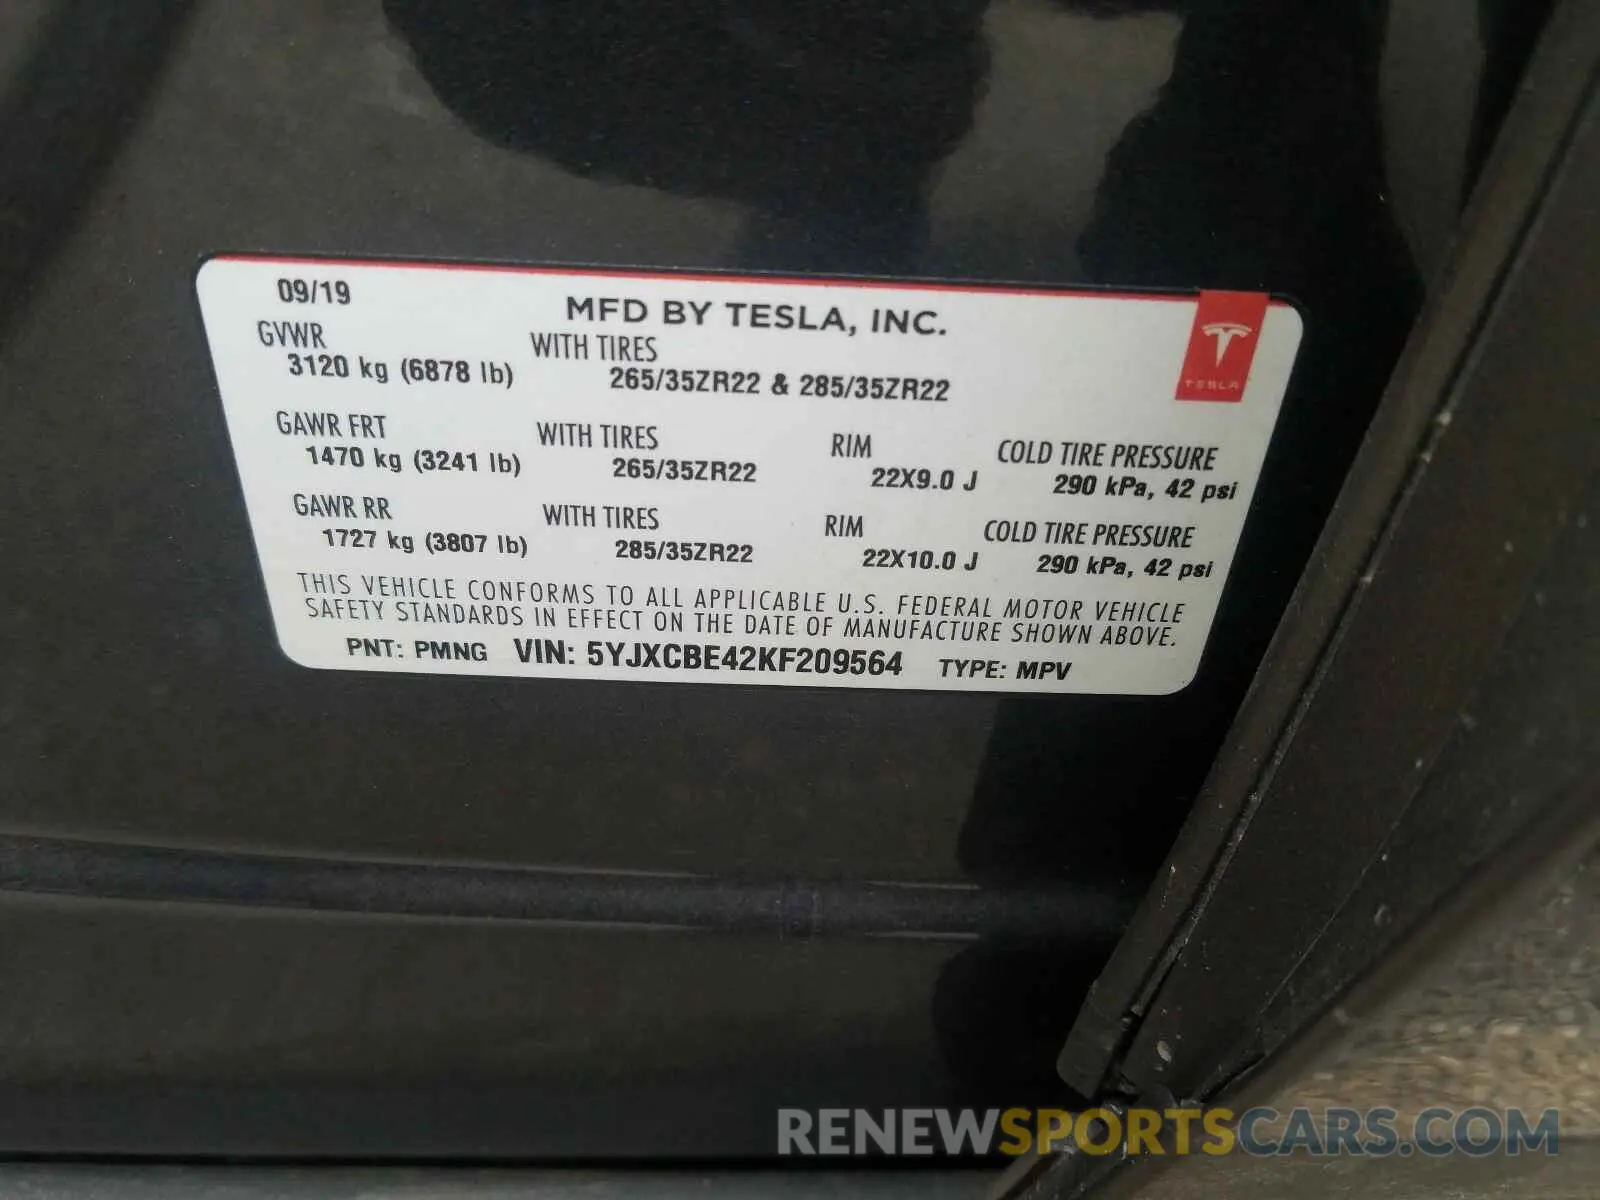 09/19
MFD BY TESLA, INC.
GVWR
3120 kg (6878 lb)
WITH TIRES
265/35ZR22 & 285/35ZR22
TESLA
GAWR FRT
1470 kg (3241 lb)
WITH TIRES
265/35ZR22
RIM
22X9.0 J
COLD TIRE PRESSURE
290 kPa, 42 psi
GAWR RR
1727 kg (3807 lb)
WITH TIRES
285/35ZR22
RIM
22X10.0 J
COLD TIRE PRESSURE
290 kPa, 42 psi
THIS VEHICLE CONFORMS TO ALL APPLICABLE U.S. FEDERAL MOTOR VEHICLE
SAFETY STANDARDS IN EFFECT ON THE DATE OF MANUFACTURE SHOWN ABOVE.
PNT: PMNG VIN: 5YJXCBE42KF209564 TYPE: MPV
RENEWSPORTSCARS.COM